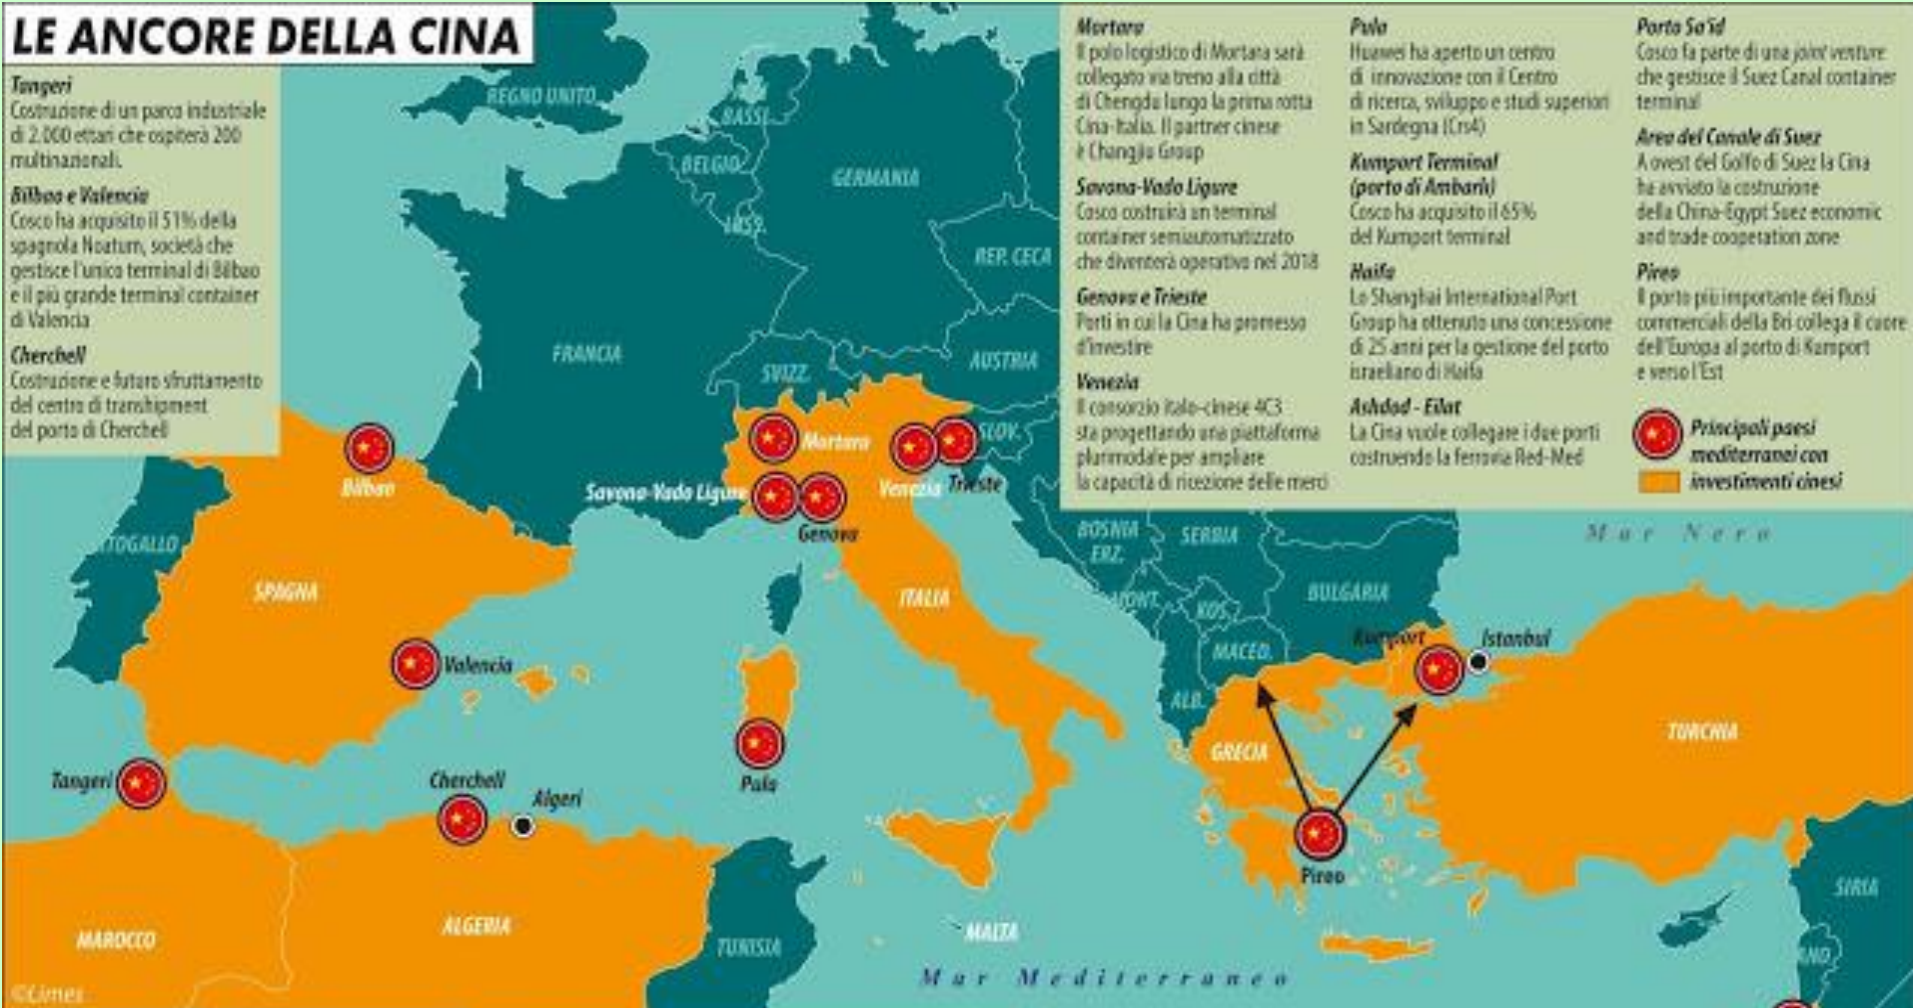 LE ANCORE DELLA CINA
Tangeri
Costruzione di un parco industriale
di 2.000 ettari che ospiterà 200
multinazionali.
Bilbao e Valencia
Cosco ha acquisito il 51% della
spagnola Noatum, società che
gestisce l'unico terminal di Bilbao
e il più grande terminal container
di Valencia
Cherchell
Costruzione e futuro sfruttamento
del centro di transhipment
del porto di Cherchell
Mortara
Il polo logistico di Mortara sarà
collegato via treno alla città
di Chengdu lungo la prima rotta
Cina-Italia. Il partner cinese
è Changjiu Group
Savona-Vado Ligure
Cosco costruirà un terminal
container semiautomatizzato
che diventerà operativo nel 2018
Genova e Trieste
Porti in cui la Cina ha promesso
d'investire
Venezia
Il consorzio italo-cinese 4C3
sta progettando una piattaforma
plurimodale per ampliare
la capacità di ricezione delle merci
Pula
Huawei ha aperto un centro
di innovazione con il Centro
di ricerca, sviluppo e studi superiori
in Sardegna (Crs4)
Kumport Terminal
(porto di Ambarlı)
Cosco ha acquisito il 65%
del Kumport terminal
Haifa
Lo Shanghai International Port
Group ha ottenuto una concessione
di 25 anni per la gestione del porto
israeliano di Haifa
Ashdod - Eilat
La Cina vuole collegare i due porti
costruendo la ferrovia Red-Med
Porto Sa'id
Cosco fa parte di una joint venture
che gestisce il Suez Canal container
terminal
Area del Canale di Suez
A ovest del Golfo di Suez la Cina
ha avviato la costruzione
della China-Egypt Suez economic
and trade cooperation zone
Pireo
Il porto più importante dei flussi
commerciali della Bri collega il cuore
dell'Europa al porto di Kumport
e verso l'Est
Principali paesi
mediterranei con
investimenti cinesi
REGNO UNITO
BASSI
BELGIO
GERMANIA
LUSS.
REP. CECA
FRANCIA
SVIZZ.
AUSTRIA
SLOV.
Mortara
Savona-Vado Ligure
Genova
Venezia
Trieste
Bilbao
TOGALLO
SPAGNA
Valencia
ITALIA
BOSNIA
ERZ.
SERBIA
MONT.
KOS.
BULGARIA
MACED.
ALB.
Mar Nero
Kumport
Istanbul
GRECIA
TURCHIA
Tangeri
Cherchell
Algeri
Pula
Pireo
MAROCCO
ALGERIA
TUNISIA
MALTA
SIRIA
Mar Mediterraneo
©Limes